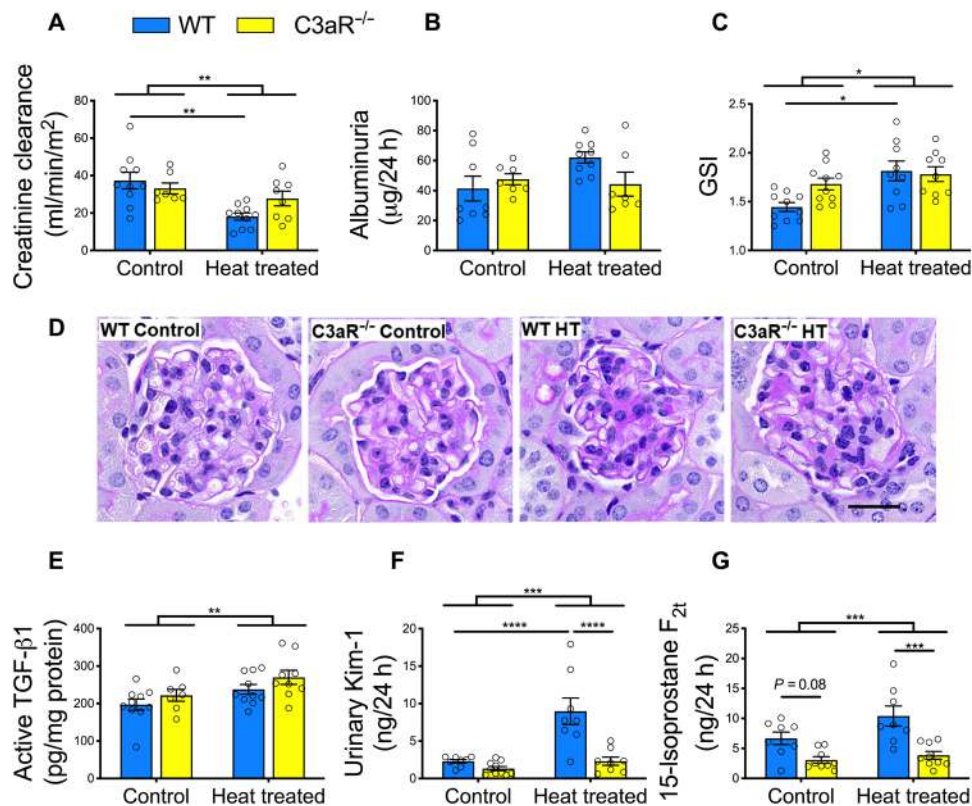 A
WT
C3aR⁻/⁻
B
C
Creatinine clearance
(ml/min/m²)
80
60
40
20
0
**
**
Control
Heat treated
Albuminuria
(µg/24 h)
100
80
60
40
20
0
Control
Heat treated
GSI
2.5
2.0
1.5
1.0
*
*
Control
Heat treated
D
WT Control
C3aR⁻/⁻ Control
WT HT
C3aR⁻/⁻ HT
E
Active TGF-β1
(pg/mg protein)
400
300
200
100
0
**
Control
Heat treated
F
Urinary Kim-1
(ng/24 h)
20
15
10
5
0
***
****
****
Control
Heat treated
G
15-Isoprostane F₂ₜ
(ng/24 h)
25
20
15
10
5
0
***
***
P = 0.08
Control
Heat treated